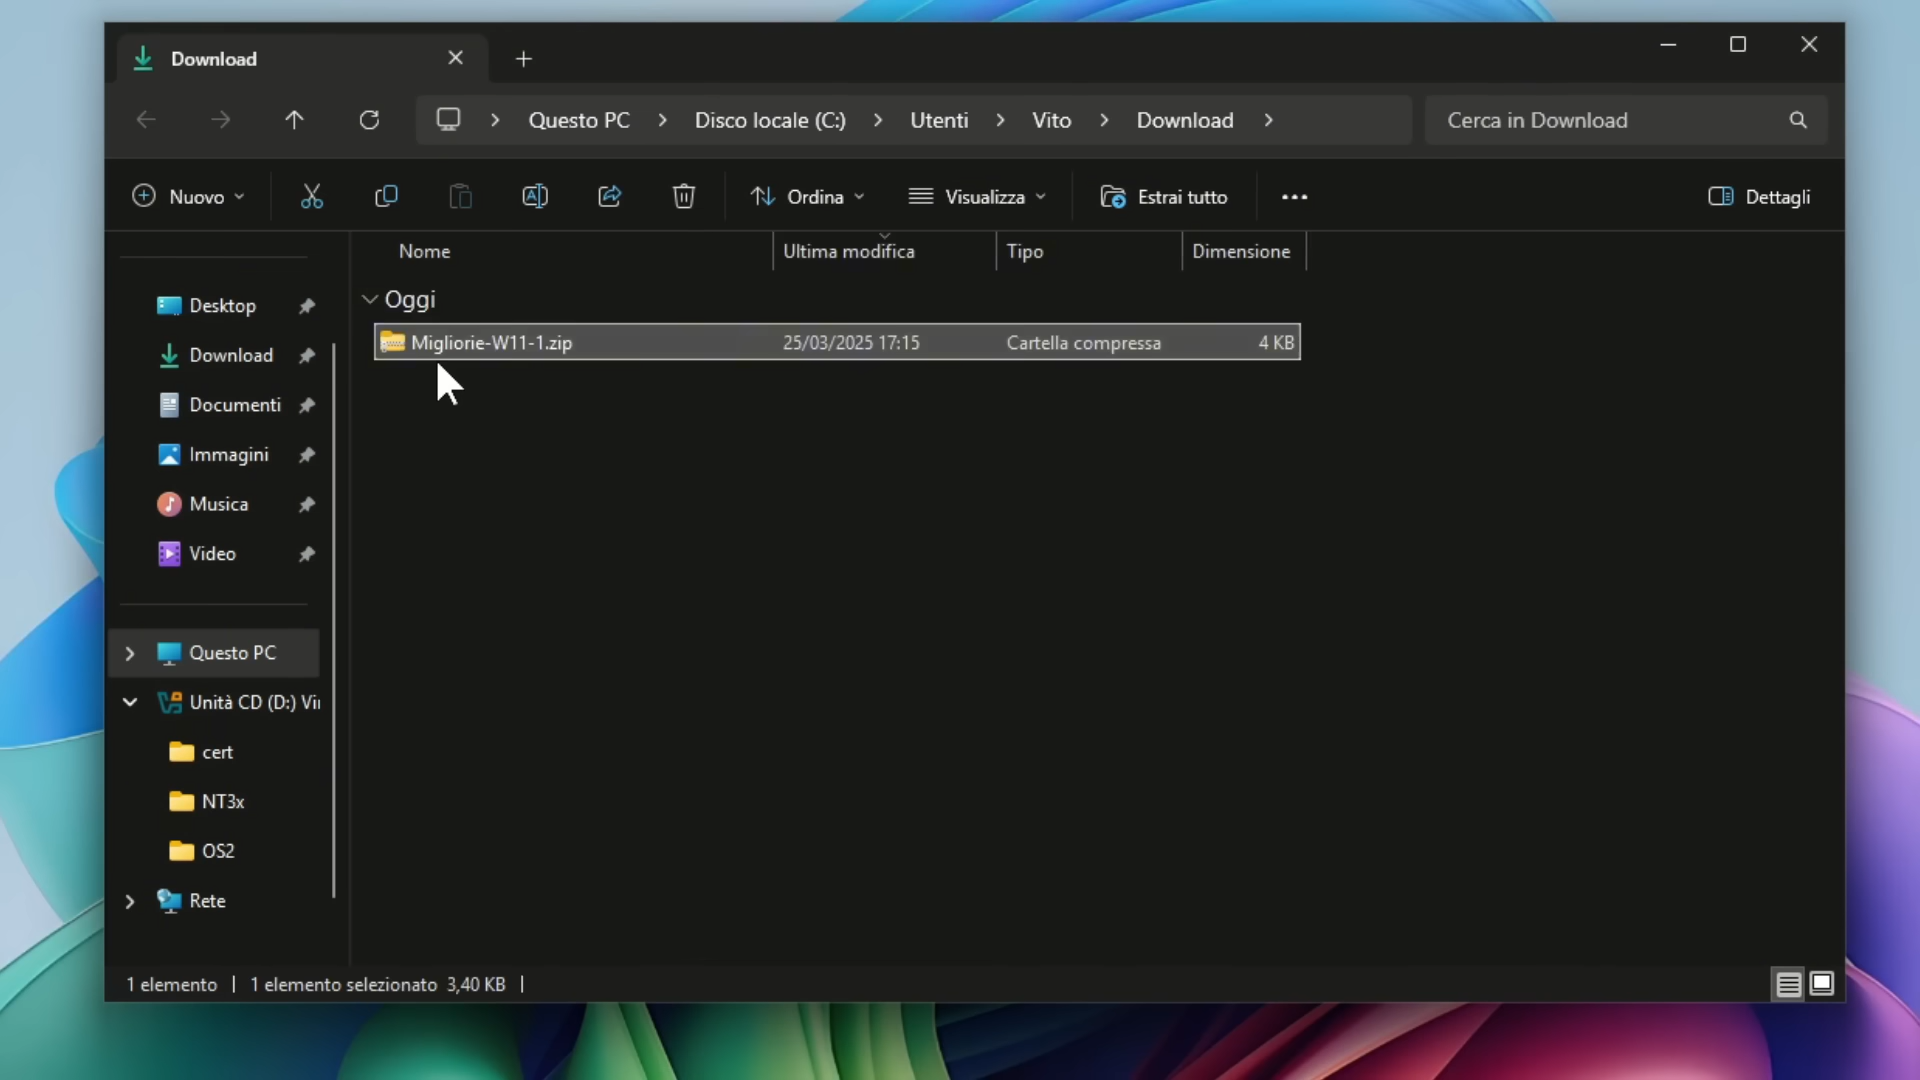 Download
Questo PC
Disco locale (C:)
Utenti
Vito
Download
Cerca in Download
Nuovo
Ordina
Visualizza
Estrai tutto
Dettagli
Nome
Ultima modifica
Tipo
Dimensione
Oggi
Migliorie-W11-1.zip
25/03/2025 17:15
Cartella compressa
4 KB
Desktop
Download
Documenti
Immagini
Musica
Video
Questo PC
Unità CD (D:) Vi
cert
NT3x
OS2
Rete
1 elemento
1 elemento selezionato 3,40 KB